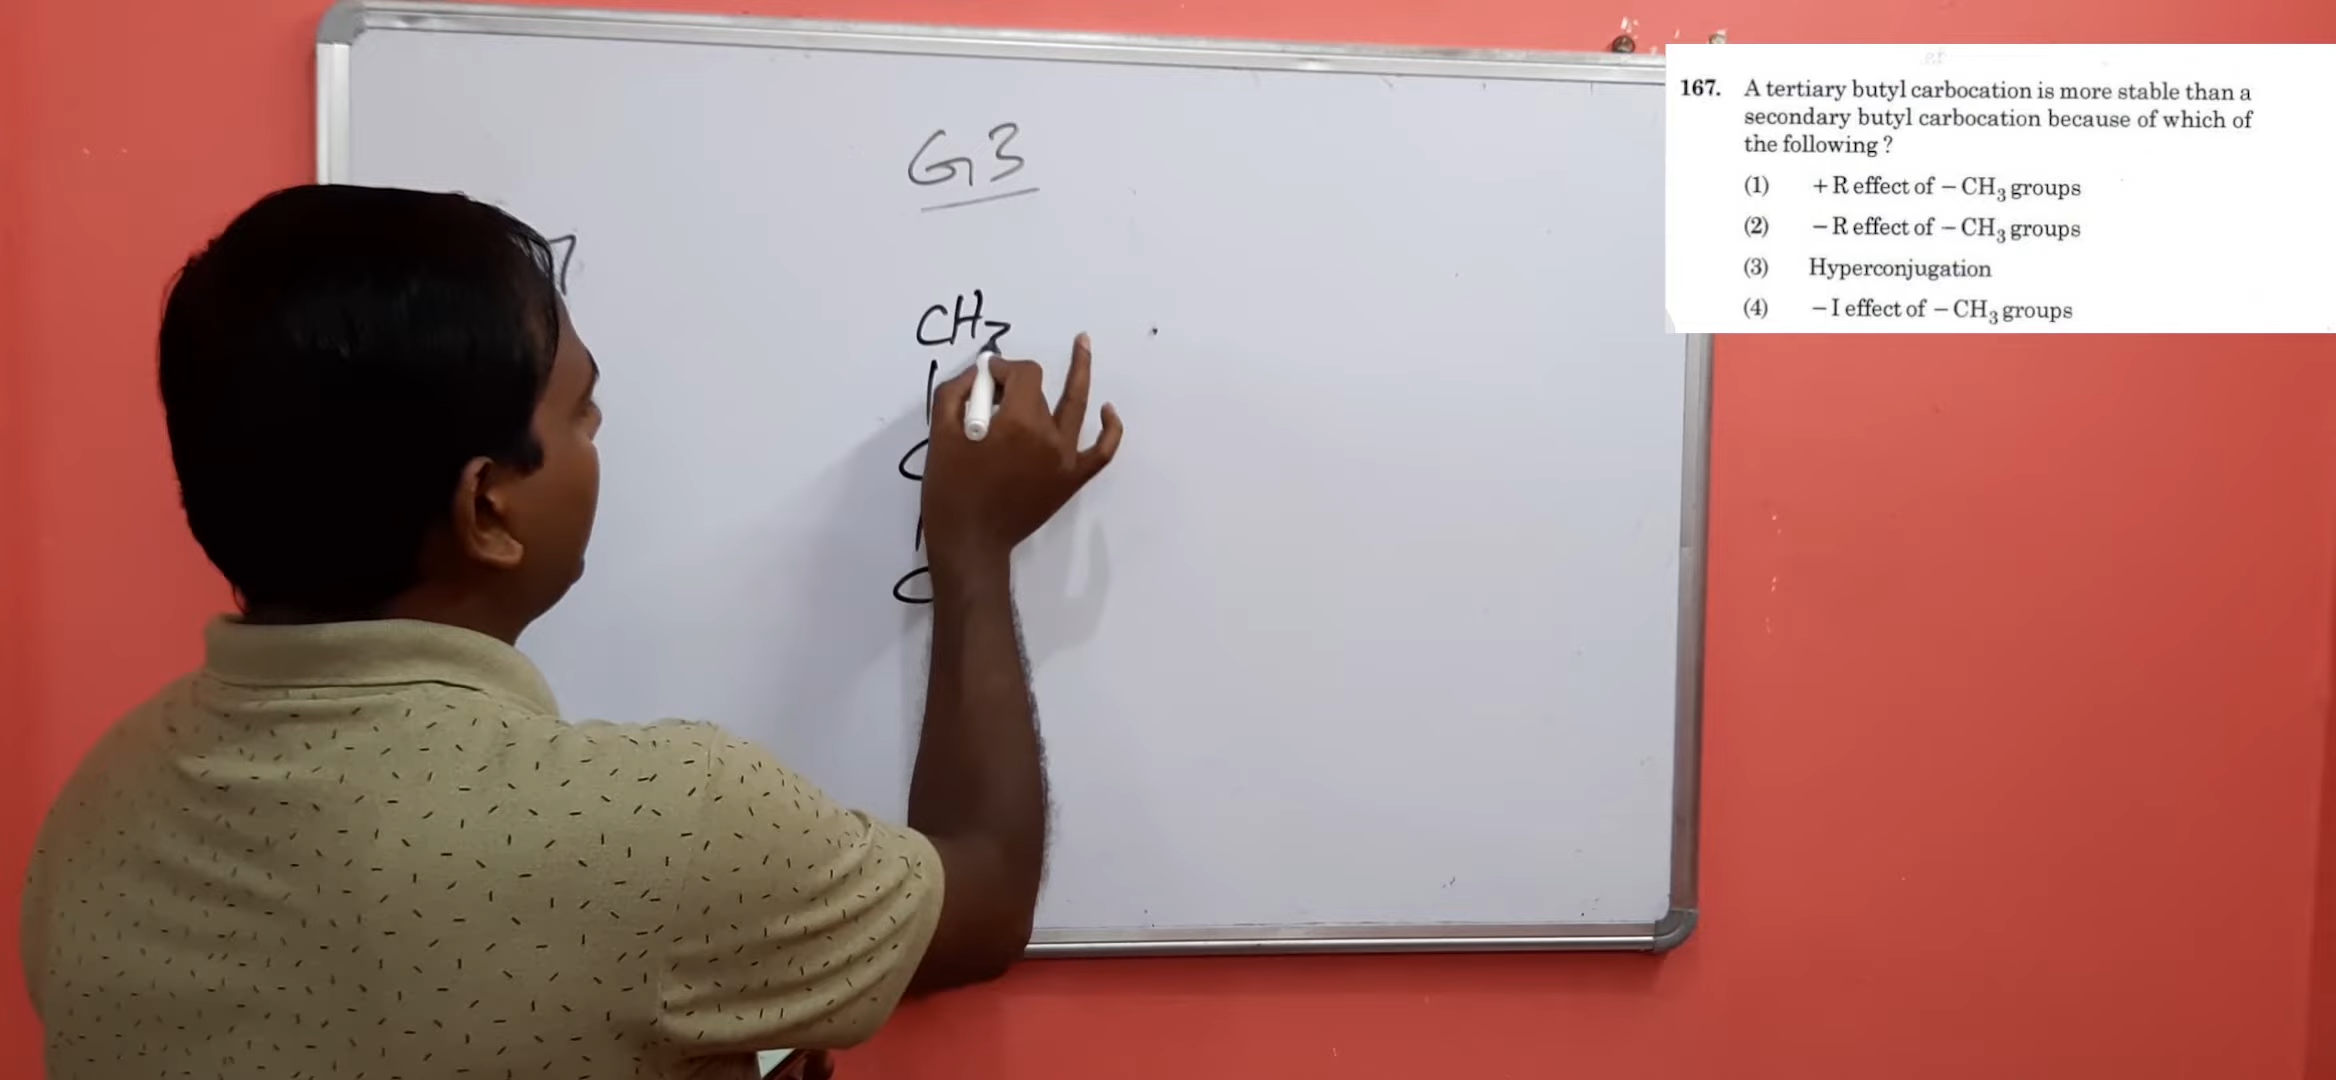 G3
7
CH3
C
C
167. A tertiary butyl carbocation is more stable than a
secondary butyl carbocation because of which of
the following ?
(1) + R effect of – CH3 groups
(2) – R effect of – CH3 groups
(3) Hyperconjugation
(4) – I effect of – CH3 groups